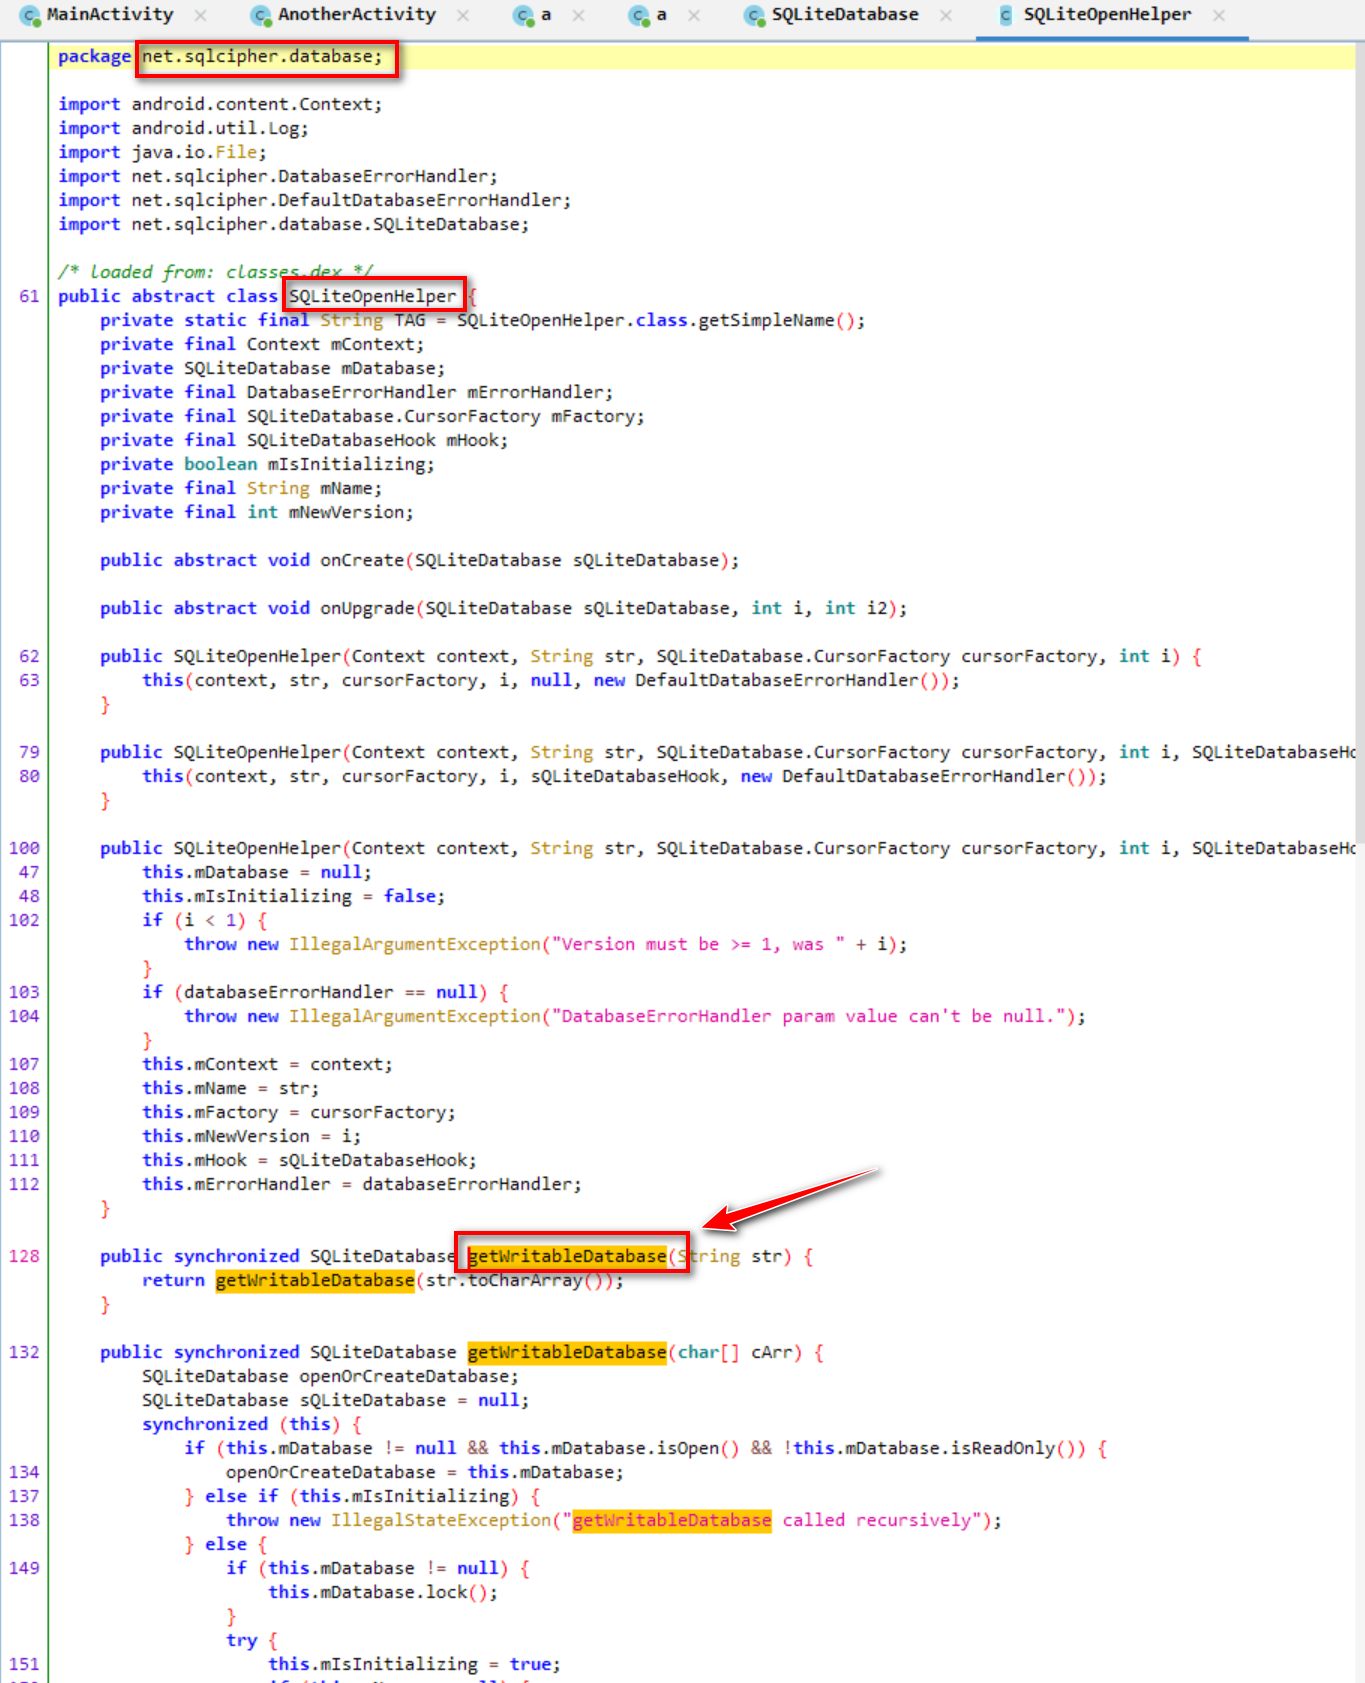 MainActivity AnotherActivity a a SQLiteDatabase SQLiteOpenHelper
package net.sqlcipher.database;
import android.content.Context;
import android.util.Log;
import java.io.File;
import net.sqlcipher.DatabaseErrorHandler;
import net.sqlcipher.DefaultDatabaseErrorHandler;
import net.sqlcipher.database.SQLiteDatabase;
/* loaded from: classes.dex */
61 public abstract class SQLiteOpenHelper {
private static final String TAG = SQLiteOpenHelper.class.getSimpleName();
private final Context mContext;
private SQLiteDatabase mDatabase;
private final DatabaseErrorHandler mErrorHandler;
private final SQLiteDatabase.CursorFactory mFactory;
private final SQLiteDatabaseHook mHook;
private boolean mIsInitializing;
private final String mName;
private final int mNewVersion;
public abstract void onCreate(SQLiteDatabase sQLiteDatabase);
public abstract void onUpgrade(SQLiteDatabase sQLiteDatabase, int i, int i2);
62 public SQLiteOpenHelper(Context context, String str, SQLiteDatabase.CursorFactory cursorFactory, int i) {
63 this(context, str, cursorFactory, i, null, new DefaultDatabaseErrorHandler());
}
79 public SQLiteOpenHelper(Context context, String str, SQLiteDatabase.CursorFactory cursorFactory, int i, SQLiteDatabaseHo
80 this(context, str, cursorFactory, i, sQLiteDatabaseHook, new DefaultDatabaseErrorHandler());
}
100 public SQLiteOpenHelper(Context context, String str, SQLiteDatabase.CursorFactory cursorFactory, int i, SQLiteDatabaseHo
47 this.mDatabase = null;
48 this.mIsInitializing = false;
102 if (i < 1) {
throw new IllegalArgumentException("Version must be >= 1, was " + i);
}
103 if (databaseErrorHandler == null) {
104 throw new IllegalArgumentException("DatabaseErrorHandler param value can't be null.");
}
107 this.mContext = context;
108 this.mName = str;
109 this.mFactory = cursorFactory;
110 this.mNewVersion = i;
111 this.mHook = sQLiteDatabaseHook;
112 this.mErrorHandler = databaseErrorHandler;
}
128 public synchronized SQLiteDatabase getWritableDatabase(String str) {
return getWritableDatabase(str.toCharArray());
}
132 public synchronized SQLiteDatabase getWritableDatabase(char[] cArr) {
SQLiteDatabase openOrCreateDatabase;
SQLiteDatabase sQLiteDatabase = null;
synchronized (this) {
if (this.mDatabase != null && this.mDatabase.isOpen() && !this.mDatabase.isReadOnly()) {
134 openOrCreateDatabase = this.mDatabase;
137 } else if (this.mIsInitializing) {
138 throw new IllegalStateException("getWritableDatabase called recursively");
} else {
149 if (this.mDatabase != null) {
this.mDatabase.lock();
}
try {
151 this.mIsInitializing = true;